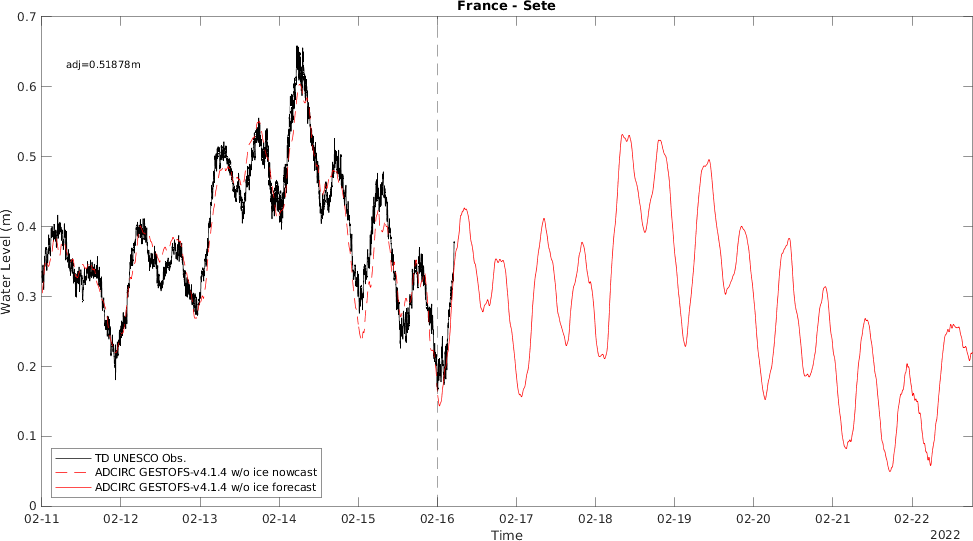 France - Sete
adj=0.51878m
Water Level (m)
0.7
0.6
0.5
0.4
0.3
0.2
0.1
0
TD UNESCO Obs.
ADCIRC GESTOFS-v4.1.4 w/o ice nowcast
ADCIRC GESTOFS-v4.1.4 w/o ice forecast
02-11 02-12 02-13 02-14 02-15 02-16 02-17 02-18 02-19 02-20 02-21 02-22
Time
2022